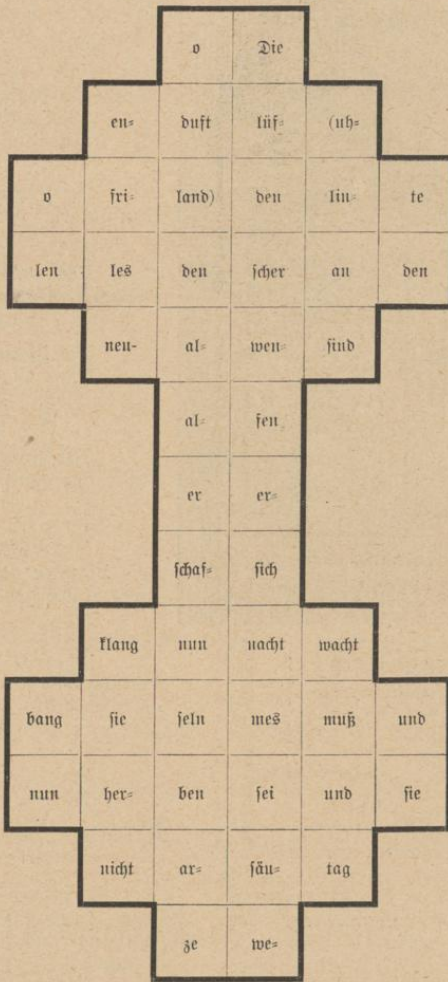 o Die
en= duft lüf= (uh=
o fri= land) den lin= te
len les den scher an den
neu- al= wen= sind
al= fen
er er=
schaf= sich
klang nun nacht wacht
bang sie seln mes muß und
nun her= ben sei und sie
nicht ar= säu= tag
ze we=